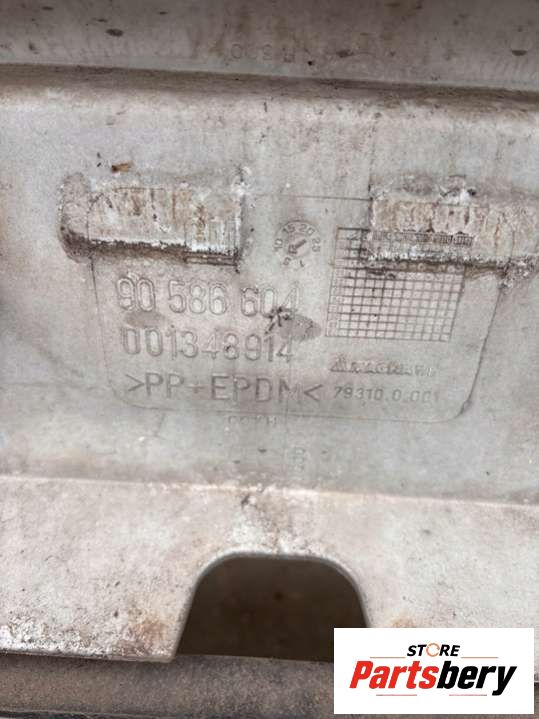 90 586 604
001348914
>PP+EPDM<
79310.0.001
STORE
Partsbery